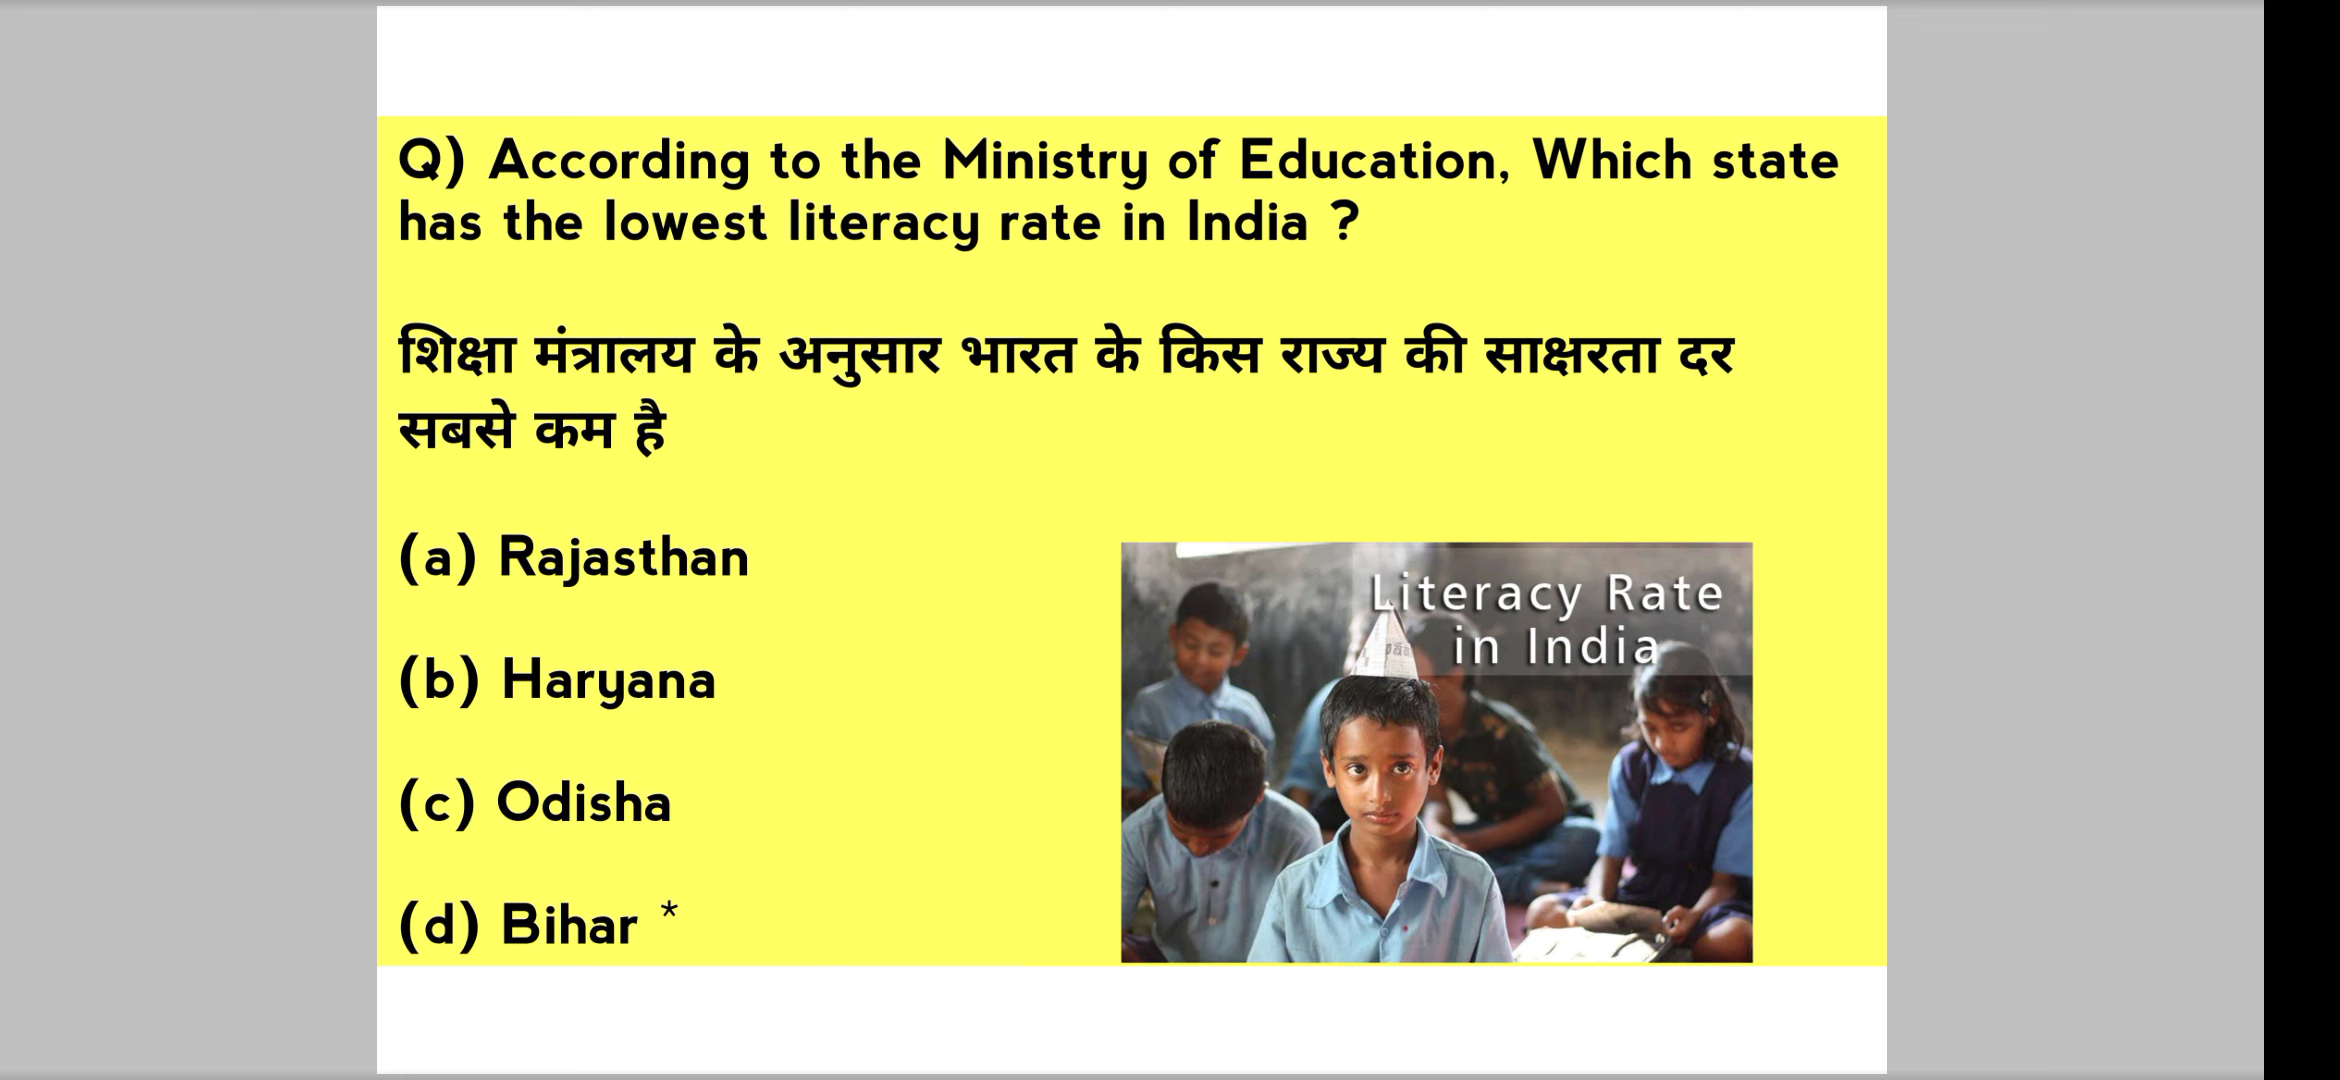 Q) According to the Ministry of Education, Which state
has the lowest literacy rate in India ?
शिक्षा मंत्रालय के अनुसार भारत के किस राज्य की साक्षरता दर
सबसे कम है
(a) Rajasthan
(b) Haryana
(c) Odisha
(d) Bihar *
Literacy Rate
in India